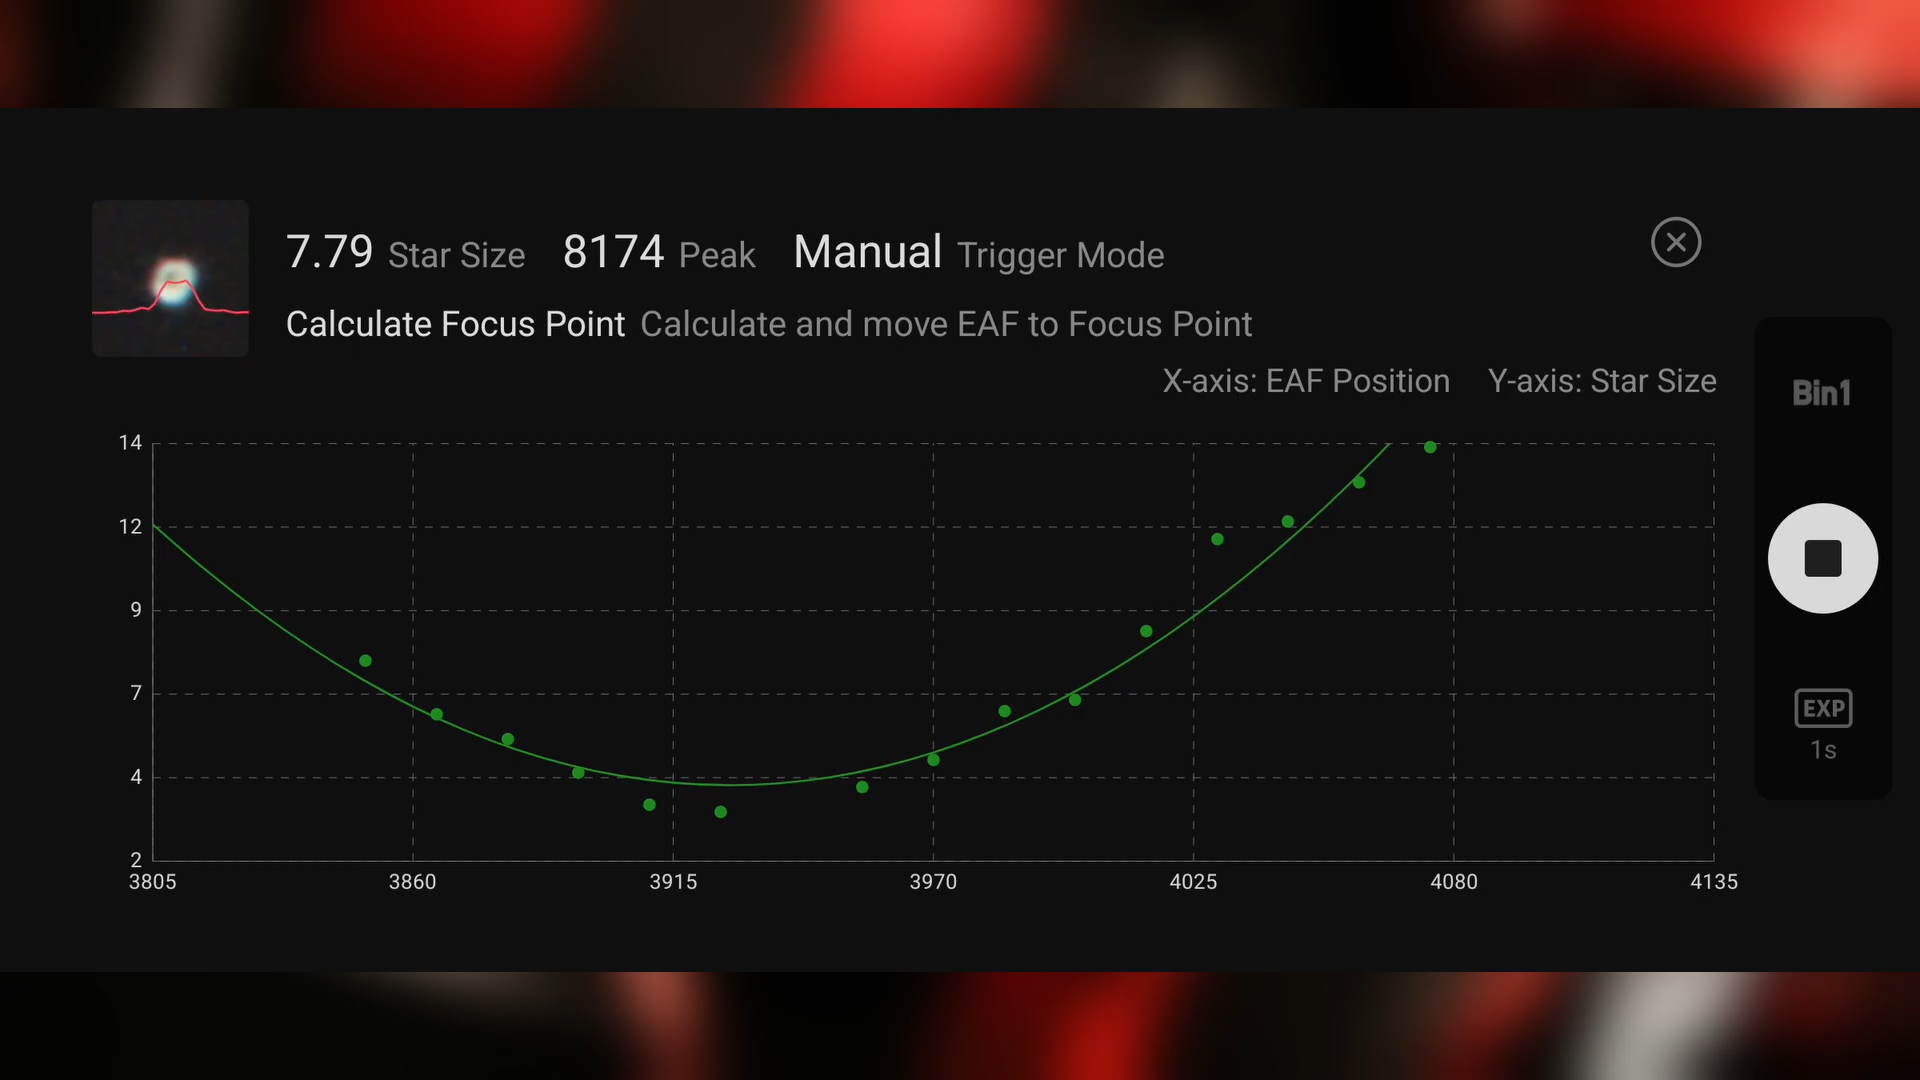 7.79 Star Size 8174 Peak Manual Trigger Mode
Calculate Focus Point Calculate and move EAF to Focus Point
X-axis: EAF Position Y-axis: Star Size
Bin1
14
12
9
7
4
2
3805 3860 3915 3970 4025 4080 4135
EXP
1s